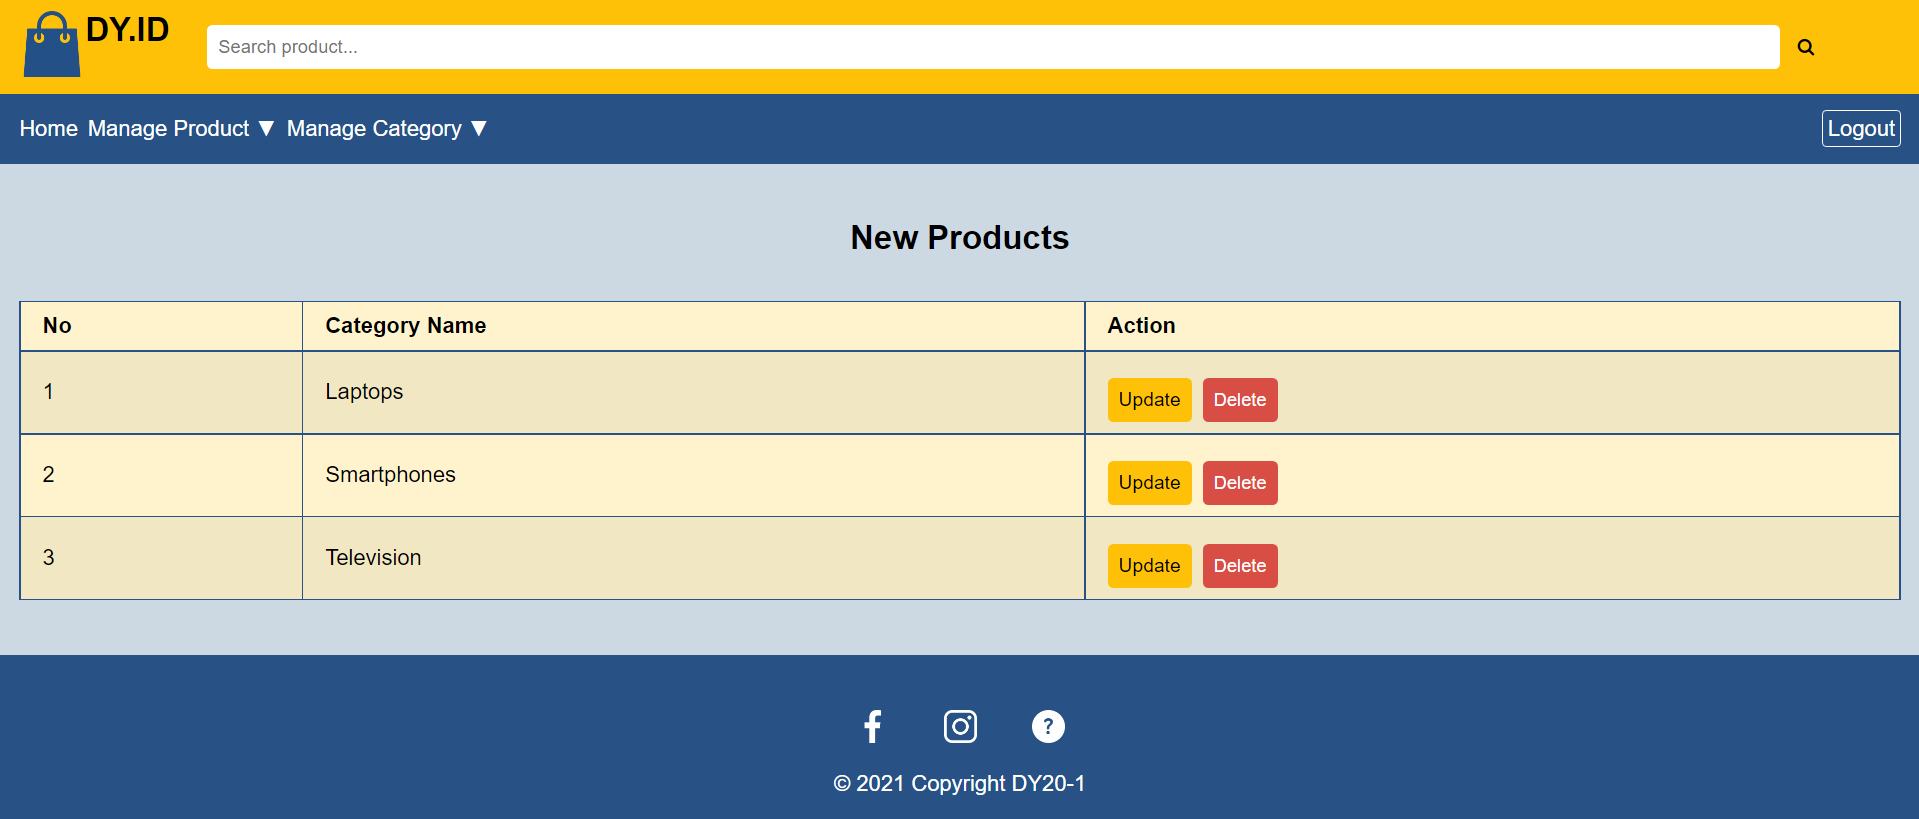 DY.ID
Search product...
Home Manage Product ▼ Manage Category ▼ Logout
New Products
No Category Name Action
1 Laptops Update Delete
2 Smartphones Update Delete
3 Television Update Delete
?
© 2021 Copyright DY20-1